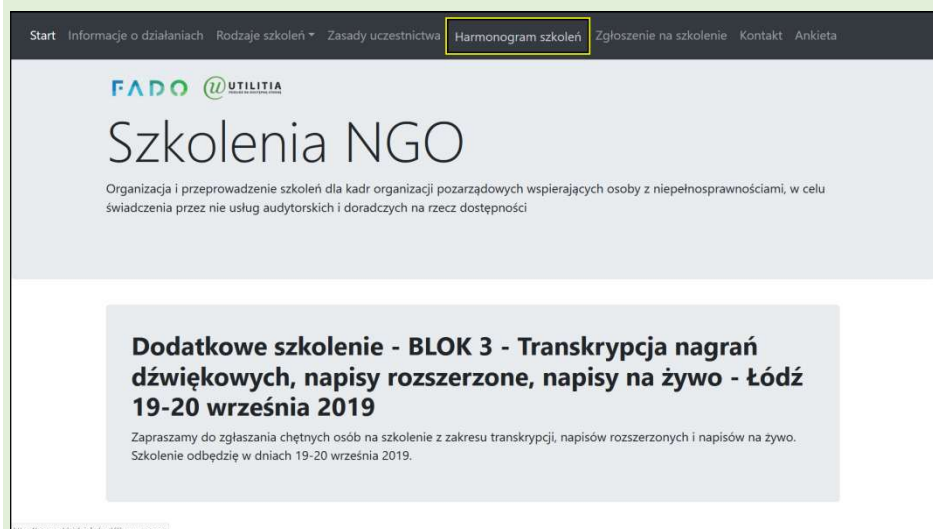 Start Informacje o działaniach Rodzaje szkoleń Zasady uczestnictwa Harmonogram szkoleń Zgłoszenie na szkolenie Kontakt Ankieta
FADO UTILITIA
Szkolenia NGO
Organizacja i przeprowadzenie szkoleń dla kadr organizacji pozarządowych wspierających osoby z niepełnosprawnościami, w celu
świadczenia przez nie usług audytorskich i doradczych na rzecz dostępności
Dodatkowe szkolenie - BLOK 3 - Transkrypcja nagrań
dźwiękowych, napisy rozszerzone, napisy na żywo - Łódź
19-20 września 2019
Zapraszamy do zgłaszania chętnych osób na szkolenie z zakresu transkrypcji, napisów rozszerzonych i napisów na żywo.
Szkolenie odbędzię w dniach 19-20 września 2019.